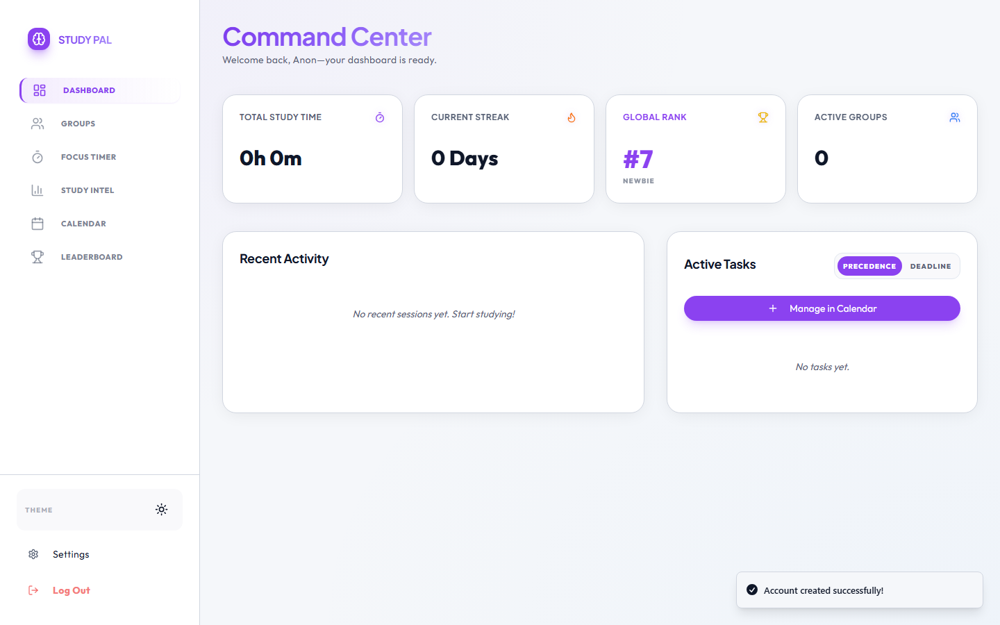 STUDY PAL
DASHBOARD
GROUPS
FOCUS TIMER
STUDY INTEL
CALENDAR
LEADERBOARD
THEME
Settings
Log Out
Command Center
Welcome back, Anon—your dashboard is ready.
TOTAL STUDY TIME
0h 0m
CURRENT STREAK
0 Days
GLOBAL RANK
#7
NEWBIE
ACTIVE GROUPS
0
Recent Activity
No recent sessions yet. Start studying!
Active Tasks
PRECEDENCE DEADLINE
Manage in Calendar
No tasks yet.
Account created successfully!